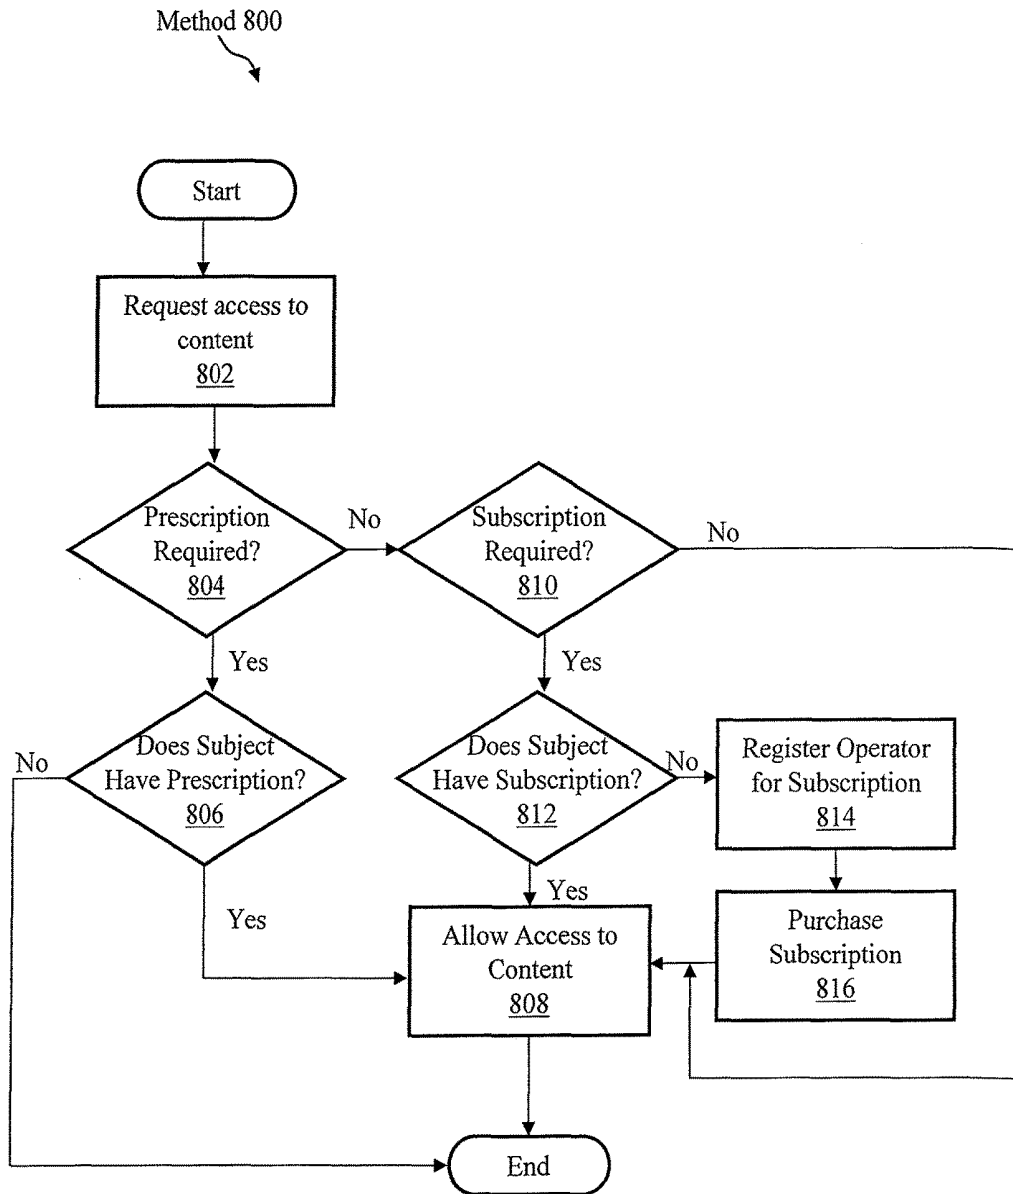 Method 800
Start
Request access to
content
802
Prescription
Required?
804
No
Subscription
Required?
810
No
Yes
Yes
No
Does Subject
Have Prescription?
806
Does Subject
Have Subscription?
812
No
Register Operator
for Subscription
814
Yes
Yes
Allow Access to
Content
808
Purchase
Subscription
816
End